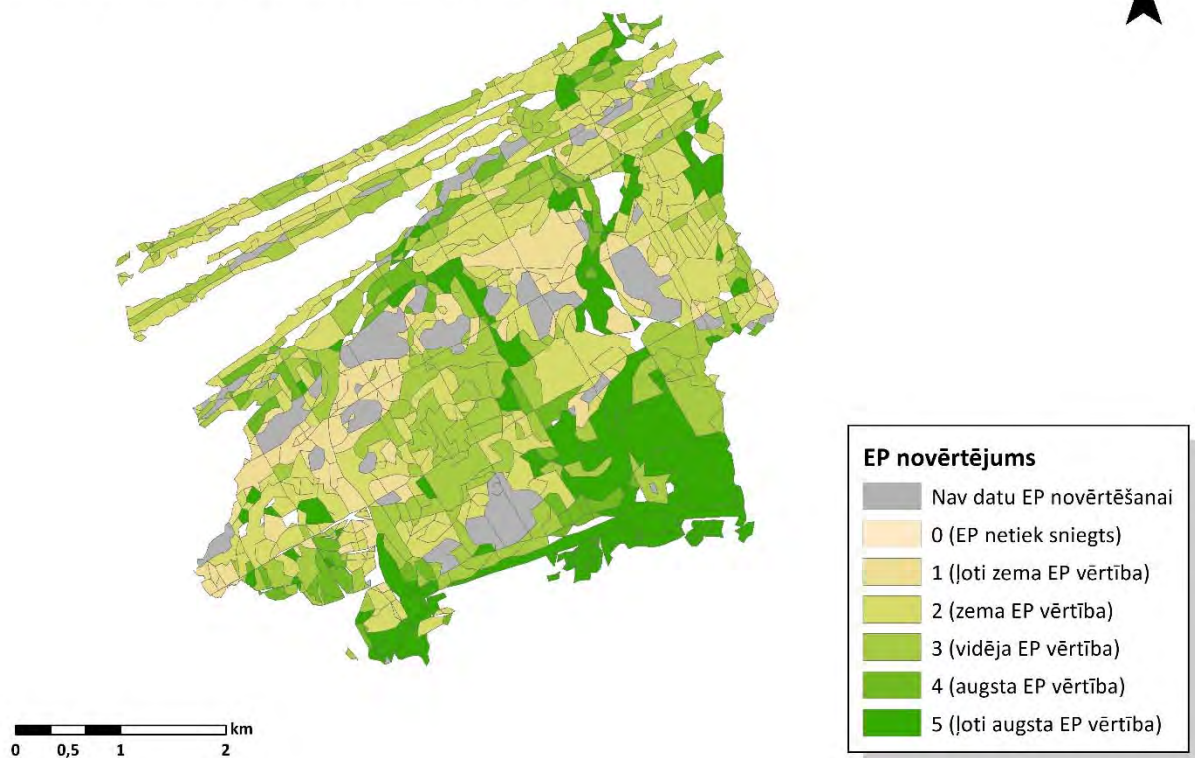 EP novērtējums
Nav datu EP novērtēšanai
0 (EP netiek sniegts)
1 (ļoti zema EP vērtība)
2 (zema EP vērtība)
3 (vidēja EP vērtība)
4 (augsta EP vērtība)
5 (ļoti augsta EP vērtība)
km
0 0,5 1 2